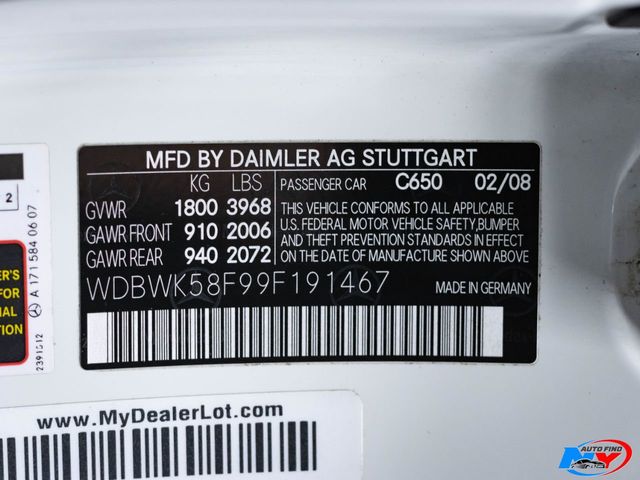 MFD BY DAIMLER AG STUTTGART
KG LBS
GVWR 1800 3968
GAWR FRONT 910 2006
GAWR REAR 940 2072
PASSENGER CAR C650 02/08
THIS VEHICLE CONFORMS TO ALL APPLICABLE
U.S. FEDERAL MOTOR VEHICLE SAFETY,BUMPER
AND THEFT PREVENTION STANDARDS IN EFFECT
ON THE DATE OF MANUFACTURE SHOWN ABOVE
WDBWK58F99F191467
MADE IN GERMANY
2
A 171 584 06 07
FOR
www.MyDealerLot.com
AUTO FIND
NY